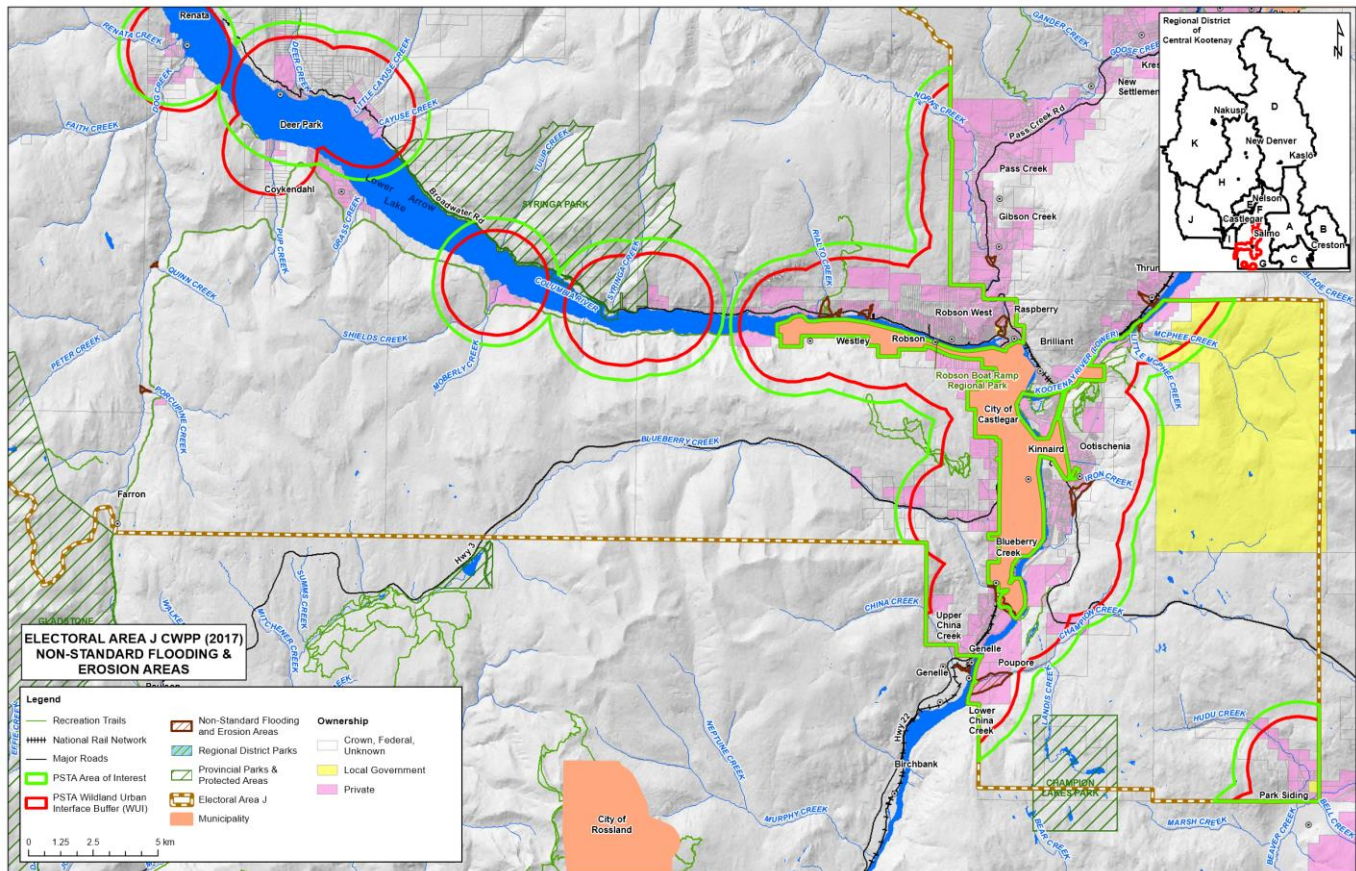 Renata
RENATA CREEK
DOG CREEK
FAITH CREEK
DEER CREEK
LITTLE CAYUSE CREEK
CAYUSE CREEK
Deer Park
Coykendahl
Lower Arrow
Lake
Broadwater Rd
TULIP CREEK
SYRINGA PARK
SYRINGA CREEK
PUP CREEK
GRASS CREEK
QUINN CREEK
PETER CREEK
SHIELDS CREEK
PORCUPINE CREEK
MOBERLY CREEK
COLUMBIA RIVER
RIALTO CREEK
NORNS CREEK
GANDER CREEK
GOOSE CREEK
New
Settlement
Pass Creek Rd
Pass Creek
Gibson Creek
Robson West
Raspberry
Westley
Robson
Brilliant
Robson Boat Ramp
Regional Park
City of
Castlegar
KOOTENAY RIVER (LOWER)
MCPHEE CREEK
LITTLE MCPHEE CREEK
Kinnaird
Ootischenia
IRON CREEK
BLUEBERRY CREEK
Blueberry
Creek
Farron
Hwy 3
SUMMS CREEK
MITCHENER CREEK
GLADSTONE
CHINA CREEK
Upper
China
Creek
Genelle
Genelle
Poupore
CHAMPION CREEK
Lower
China
Creek
LANDIS CREEK
Hwy 22
Birchbank
NEPTUNE CREEK
MURPHY CREEK
City of
Rossland
CHAMPION
LAKES PARK
BEAR CREEK
HUDU CREEK
Park Siding
MARSH CREEK
BEAVER CREEK
BELL CREEK
Regional District
of
Central Kootenay
N
D
Nakusp
New Denver
K
Kaslo
H
Nelson
E
F
Castlegar
J
A
Salmo
B
I
Creston
G
C
ELECTORAL AREA J CWPP (2017)
NON-STANDARD FLOODING &
EROSION AREAS
Legend
Recreation Trails
National Rail Network
Major Roads
PSTA Area of Interest
PSTA Wildland Urban
Interface Buffer (WUI)
0 1.25 2.5 5 km
Non-Standard Flooding
and Erosion Areas
Regional District Parks
Provincial Parks &
Protected Areas
Electoral Area J
Municipality
Ownership
Crown, Federal,
Unknown
Local Government
Private